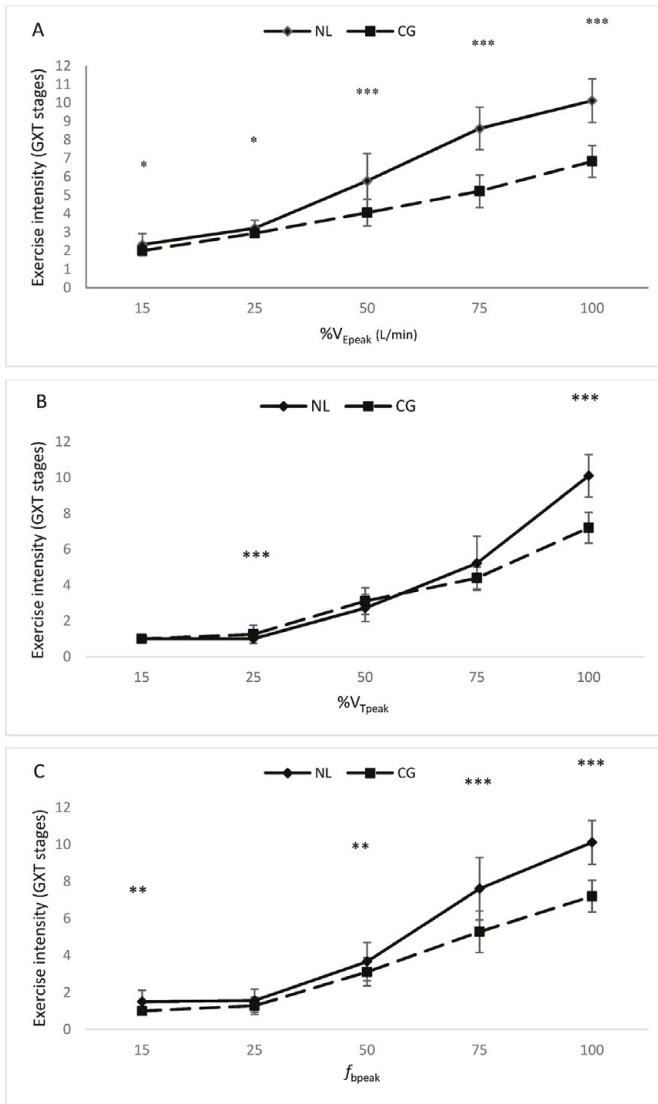 A
NL CG
*** 
***
***
*
*
12
11
10
9
8
7
6
5
4
3
2
1
0
Exercise intensity (GXT stages)
15 25 50 75 100
%VEpeak (L/min)
B
NL CG
***
***
12
10
8
6
4
2
0
Exercise intensity (GXT stages)
15 25 50 75 100
%VTpeak
C
NL CG
***
***
**
**
12
10
8
6
4
2
0
Exercise intensity (GXT stages)
15 25 50 75 100
fbpeak